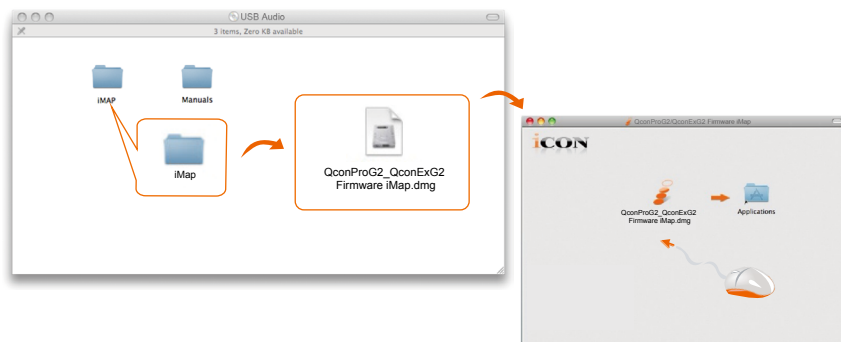 USB Audio
3 items, Zero KB available
iMAP
Manuals
iMap
QconProG2_QconExG2
Firmware iMap.dmg
QconProG2/QconExG2 Firmware iMap
iCON
QconProG2_QconExG2
Firmware iMap.dmg
Applications